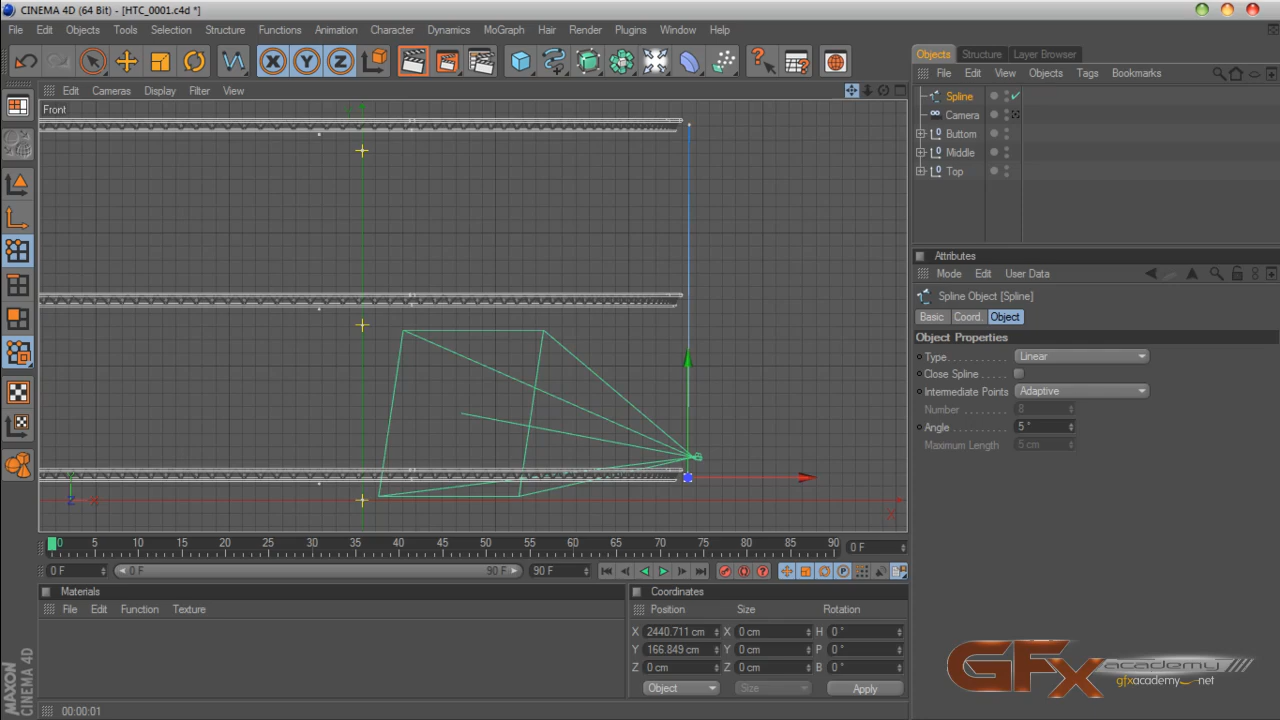 CINEMA 4D (64 Bit) - [HTC_0001.c4d *]
File Edit Objects Tools Selection Structure Functions Animation Character Dynamics MoGraph Hair Render Plugins Window Help
Objects Structure Layer Browser
File Edit View Objects Tags Bookmarks
Edit Cameras Display Filter View
Front
Spline
Camera
Buttom
Middle
Top
Attributes
Mode Edit User Data
Spline Object [Spline]
Basic Coord. Object
Object Properties
Type Linear
Close Spline
Intermediate Points Adaptive
Number 8
Angle 5 °
Maximum Length 5 cm
Y
X
Z X
X
0 5 10 15 20 25 30 35 40 45 50 55 60 65 70 75 80 85 90 0 F
0 F 0 F 90 F 90 F
Materials
File Edit Function Texture
Coordinates
Position Size Rotation
X 2440.711 cm X 0 cm H 0 °
Y 166.849 cm Y 0 cm P 0 °
Z 0 cm Z 0 cm B 0 °
Object Size Apply
00:00:01
MAXON
CINEMA 4D
GFx academy
gfxacademy.net